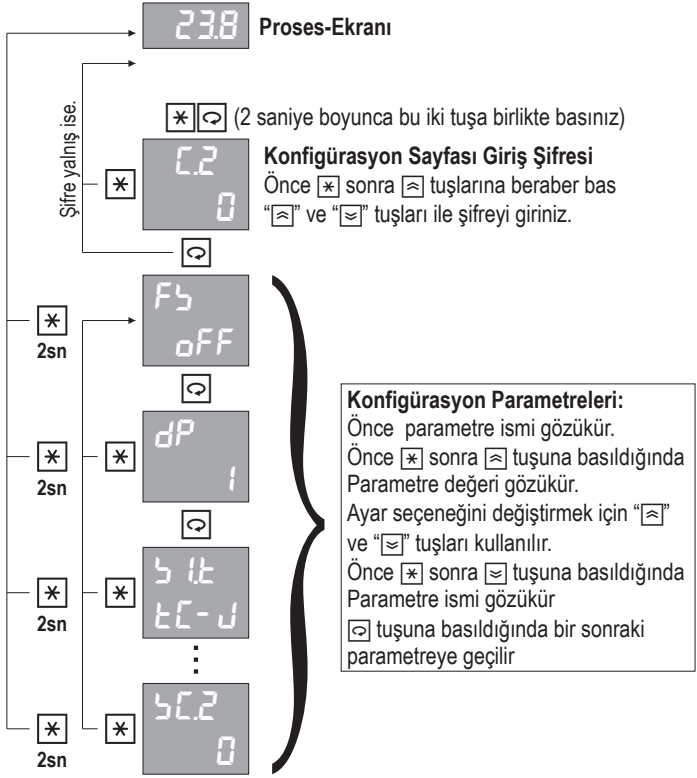 23.8 Proses-Ekranı
(2 saniye boyunca bu iki tuşa birlikte basınız)
Şifre yalnış ise.
C.2
0
Konfigürasyon Sayfası Giriş Şifresi
Önce sonra tuşlarına beraber bas
“ ” ve “ ” tuşları ile şifreyi giriniz.
FS
oFF
2sn
dP
1
2sn
S1.t
tC-J
2sn
SC.2
0
2sn
Konfigürasyon Parametreleri:
Önce parametre ismi gözükür.
Önce sonra tuşuna basıldığında
Parametre değeri gözükür.
Ayar seçeneğini değiştirmek için “ ”
ve “ ” tuşları kullanılır.
Önce sonra tuşuna basıldığında
Parametre ismi gözükür
tuşuna basıldığında bir sonraki
parametreye geçilir